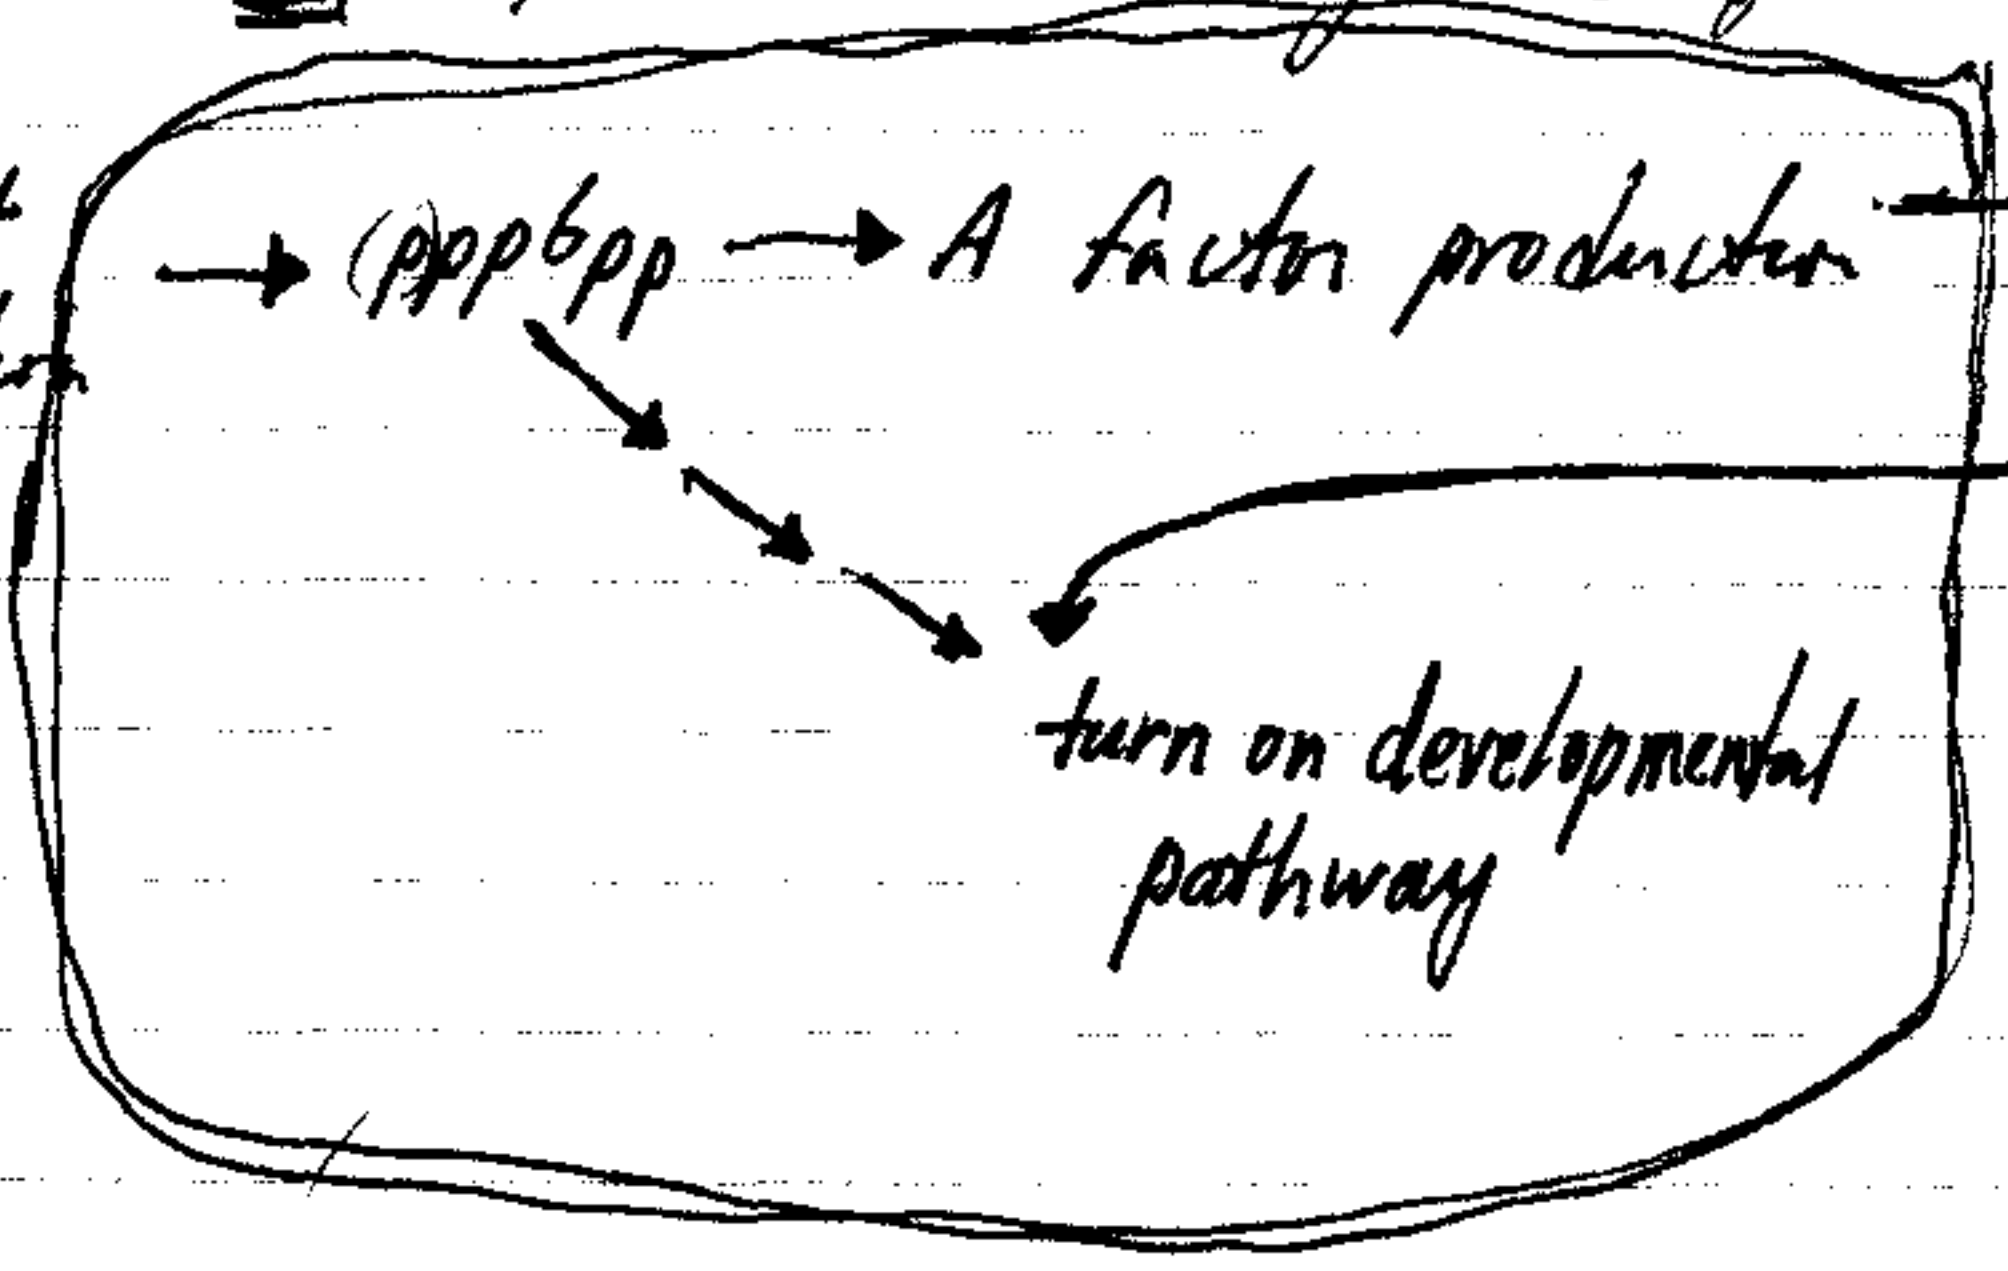 → (p)ppGpp → A factor production
turn on developmental
pathway